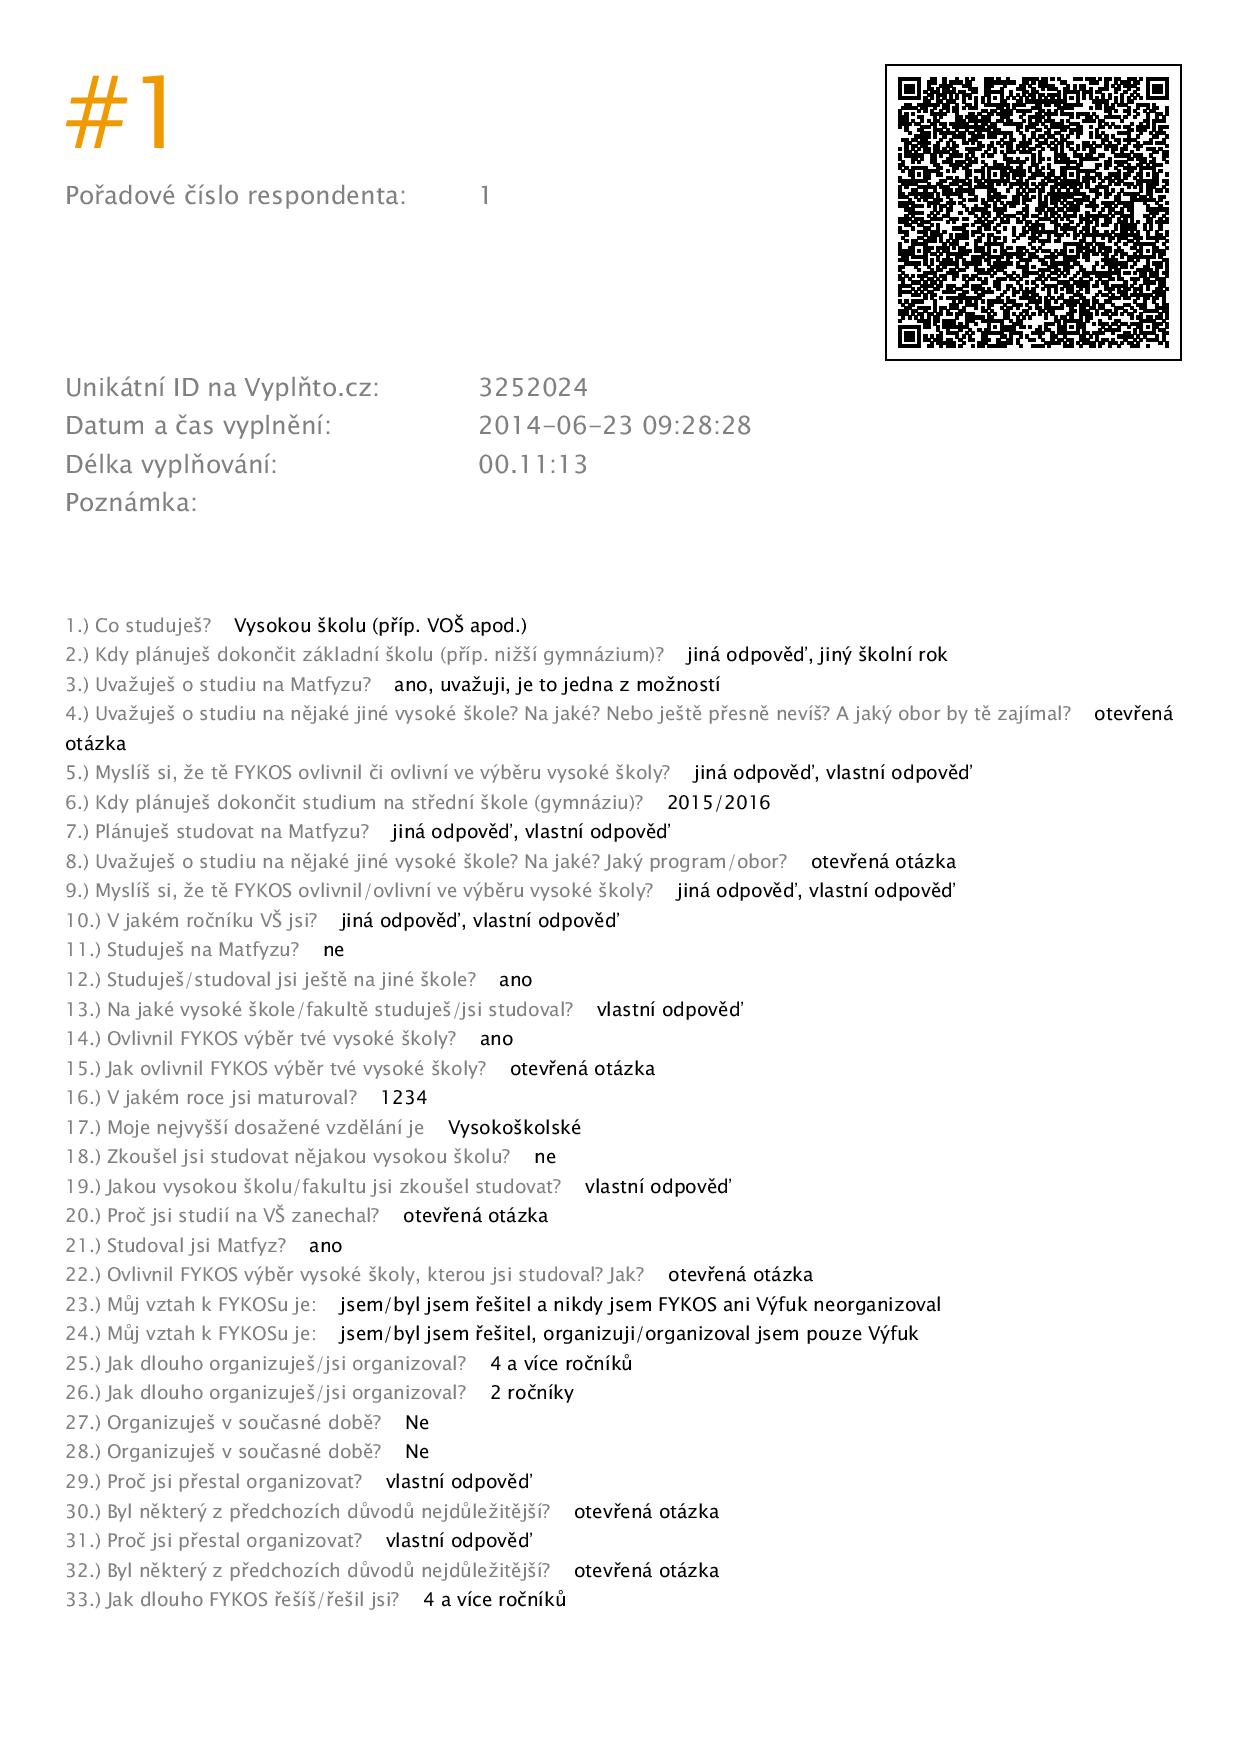 #1
Pořadové číslo respondenta: 1
Unikátní ID na Vyplňto.cz: 3252024
Datum a čas vyplnění: 2014-06-23 09:28:28
Délka vyplňování: 00.11:13
Poznámka:
1.) Co studuješ? Vysokou školu (příp. VOŠ apod.)
2.) Kdy plánuješ dokončit základní školu (příp. nižší gymnázium)? jiná odpověď, jiný školní rok
3.) Uvažuješ o studiu na Matfyzu? ano, uvažuji, je to jedna z možností
4.) Uvažuješ o studiu na nějaké jiné vysoké škole? Na jaké? Nebo ještě přesně nevíš? A jaký obor by tě zajímal? otevřená
otázka
5.) Myslíš si, že tě FYKOS ovlivnil či ovlivní ve výběru vysoké školy? jiná odpověď, vlastní odpověď
6.) Kdy plánuješ dokončit studium na střední škole (gymnáziu)? 2015/2016
7.) Plánuješ studovat na Matfyzu? jiná odpověď, vlastní odpověď
8.) Uvažuješ o studiu na nějaké jiné vysoké škole? Na jaké? Jaký program/obor? otevřená otázka
9.) Myslíš si, že tě FYKOS ovlivnil/ovlivní ve výběru vysoké školy? jiná odpověď, vlastní odpověď
10.) V jakém ročníku VŠ jsi? jiná odpověď, vlastní odpověď
11.) Studuješ na Matfyzu? ne
12.) Studuješ/studoval jsi ještě na jiné škole? ano
13.) Na jaké vysoké škole/fakultě studuješ/jsi studoval? vlastní odpověď
14.) Ovlivnil FYKOS výběr tvé vysoké školy? ano
15.) Jak ovlivnil FYKOS výběr tvé vysoké školy? otevřená otázka
16.) V jakém roce jsi maturoval? 1234
17.) Moje nejvyšší dosažené vzdělání je Vysokoškolské
18.) Zkoušel jsi studovat nějakou vysokou školu? ne
19.) Jakou vysokou školu/fakultu jsi zkoušel studovat? vlastní odpověď
20.) Proč jsi studií na VŠ zanechal? otevřená otázka
21.) Studoval jsi Matfyz? ano
22.) Ovlivnil FYKOS výběr vysoké školy, kterou jsi studoval? Jak? otevřená otázka
23.) Můj vztah k FYKOSu je: jsem/byl jsem řešitel a nikdy jsem FYKOS ani Výfuk neorganizoval
24.) Můj vztah k FYKOSu je: jsem/byl jsem řešitel, organizuji/organizoval jsem pouze Výfuk
25.) Jak dlouho organizuješ/jsi organizoval? 4 a více ročníků
26.) Jak dlouho organizuješ/jsi organizoval? 2 ročníky
27.) Organizuješ v současné době? Ne
28.) Organizuješ v současné době? Ne
29.) Proč jsi přestal organizovat? vlastní odpověď
30.) Byl některý z předchozích důvodů nejdůležitější? otevřená otázka
31.) Proč jsi přestal organizovat? vlastní odpověď
32.) Byl některý z předchozích důvodů nejdůležitější? otevřená otázka
33.) Jak dlouho FYKOS řešíš/řešil jsi? 4 a více ročníků